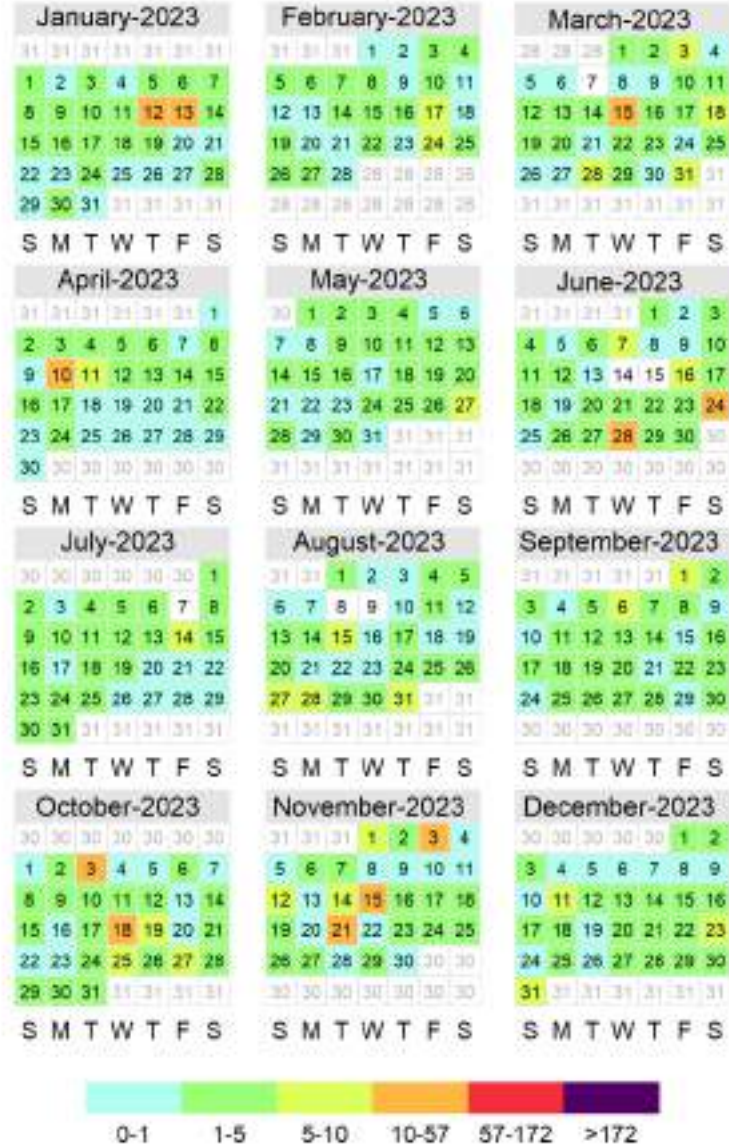 January-2023 February-2023 March-2023
31 31 31 31 31 31 31 31 31 31 1 2 3 4 28 28 28 1 2 3 4
1 2 3 4 5 6 7 5 6 7 8 9 10 11 5 6 7 8 9 10 11
8 9 10 11 12 13 14 12 13 14 15 16 17 18 12 13 14 15 16 17 18
15 16 17 18 19 20 21 19 20 21 22 23 24 25 19 20 21 22 23 24 25
22 23 24 25 26 27 28 26 27 28 28 28 28 28 26 27 28 29 30 31 31
29 30 31 31 31 31 31 28 28 28 28 28 28 28 31 31 31 31 31 31 31
S M T W T F S S M T W T F S S M T W T F S
April-2023 May-2023 June-2023
31 31 31 31 31 31 1 30 1 2 3 4 5 6 31 31 31 31 1 2 3
2 3 4 5 6 7 8 7 8 9 10 11 12 13 4 5 6 7 8 9 10
9 10 11 12 13 14 15 14 15 16 17 18 19 20 11 12 13 14 15 16 17
16 17 18 19 20 21 22 21 22 23 24 25 26 27 18 19 20 21 22 23 24
23 24 25 26 27 28 29 28 29 30 31 31 31 31 25 26 27 28 29 30 30
30 30 30 30 30 30 30 31 31 31 31 31 31 31 30 30 30 30 30 30 30
S M T W T F S S M T W T F S S M T W T F S
July-2023 August-2023 September-2023
30 30 30 30 30 30 1 31 31 1 2 3 4 5 31 31 31 31 31 1 2
2 3 4 5 6 7 8 6 7 8 9 10 11 12 3 4 5 6 7 8 9
9 10 11 12 13 14 15 13 14 15 16 17 18 19 10 11 12 13 14 15 16
16 17 18 19 20 21 22 20 21 22 23 24 25 26 17 18 19 20 21 22 23
23 24 25 26 27 28 29 27 28 29 30 31 31 31 24 25 26 27 28 29 30
30 31 31 31 31 31 31 31 31 31 31 31 31 31 30 30 30 30 30 30 30
S M T W T F S S M T W T F S S M T W T F S
October-2023 November-2023 December-2023
30 30 30 30 30 30 30 31 31 31 1 2 3 4 30 30 30 30 30 1 2
1 2 3 4 5 6 7 5 6 7 8 9 10 11 3 4 5 6 7 8 9
8 9 10 11 12 13 14 12 13 14 15 16 17 18 10 11 12 13 14 15 16
15 16 17 18 19 20 21 19 20 21 22 23 24 25 17 18 19 20 21 22 23
22 23 24 25 26 27 28 26 27 28 29 30 30 30 24 25 26 27 28 29 30
29 30 31 31 31 31 31 30 30 30 30 30 30 30 31 31 31 31 31 31 31
S M T W T F S S M T W T F S S M T W T F S
0-1 1-5 5-10 10-57 57-172 >172